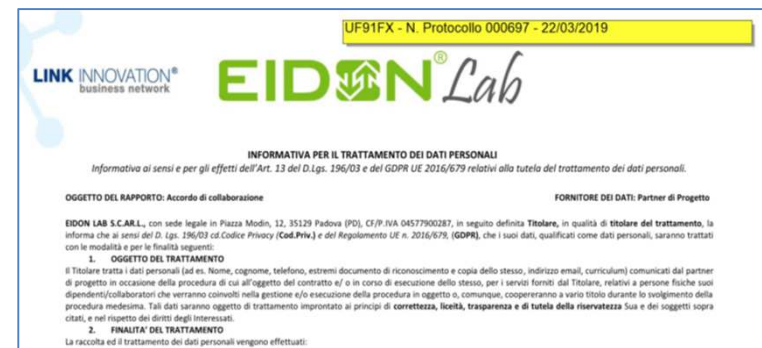 UF91FX - N. Protocollo 000697 - 22/03/2019
LINK INNOVATION®
business network
EIDON® Lab
INFORMATIVA PER IL TRATTAMENTO DEI DATI PERSONALI
Informativa ai sensi e per gli effetti dell'Art. 13 del D.Lgs. 196/03 e del GDPR UE 2016/679 relativi alla tutela del trattamento dei dati personali.
OGGETTO DEL RAPPORTO: Accordo di collaborazione
FORNITORE DEI DATI: Partner di Progetto
EIDON LAB S.C.AR.L., con sede legale in Piazza Modin, 12, 35129 Padova (PD), CF/P.IVA 04577900287, in seguito definita Titolare, in qualità di titolare del trattamento, la
informa che ai sensi del D. Lgs. 196/03 cd.Codice Privacy (Cod.Priv.) e del Regolamento UE n. 2016/679, (GDPR), che i suoi dati, qualificati come dati personali, saranno trattati
con le modalità e per le finalità seguenti:
1. OGGETTO DEL TRATTAMENTO
Il Titolare tratta i dati personali (ad es. Nome, cognome, telefono, estremi documento di riconoscimento e copia dello stesso, indirizzo email, curriculum) comunicati dal partner
di progetto in occasione della procedura di cui all'oggetto del contratto e/ o in corso di esecuzione dello stesso, per i servizi forniti dal Titolare, relativi a persone fisiche suoi
dipendenti/collaboratori che verranno coinvolti nella gestione e/o esecuzione della procedura in oggetto o, comunque, coopereranno a vario titolo durante lo svolgimento della
procedura medesima. Tali dati saranno oggetto di trattamento improntato ai principi di correttezza, liceità, trasparenza e di tutela della riservatezza Sua e dei soggetti sopra
citati, e nel rispetto dei diritti degli Interessati.
2. FINALITA' DEL TRATTAMENTO
La raccolta ed il trattamento dei dati personali vengono effettuati: